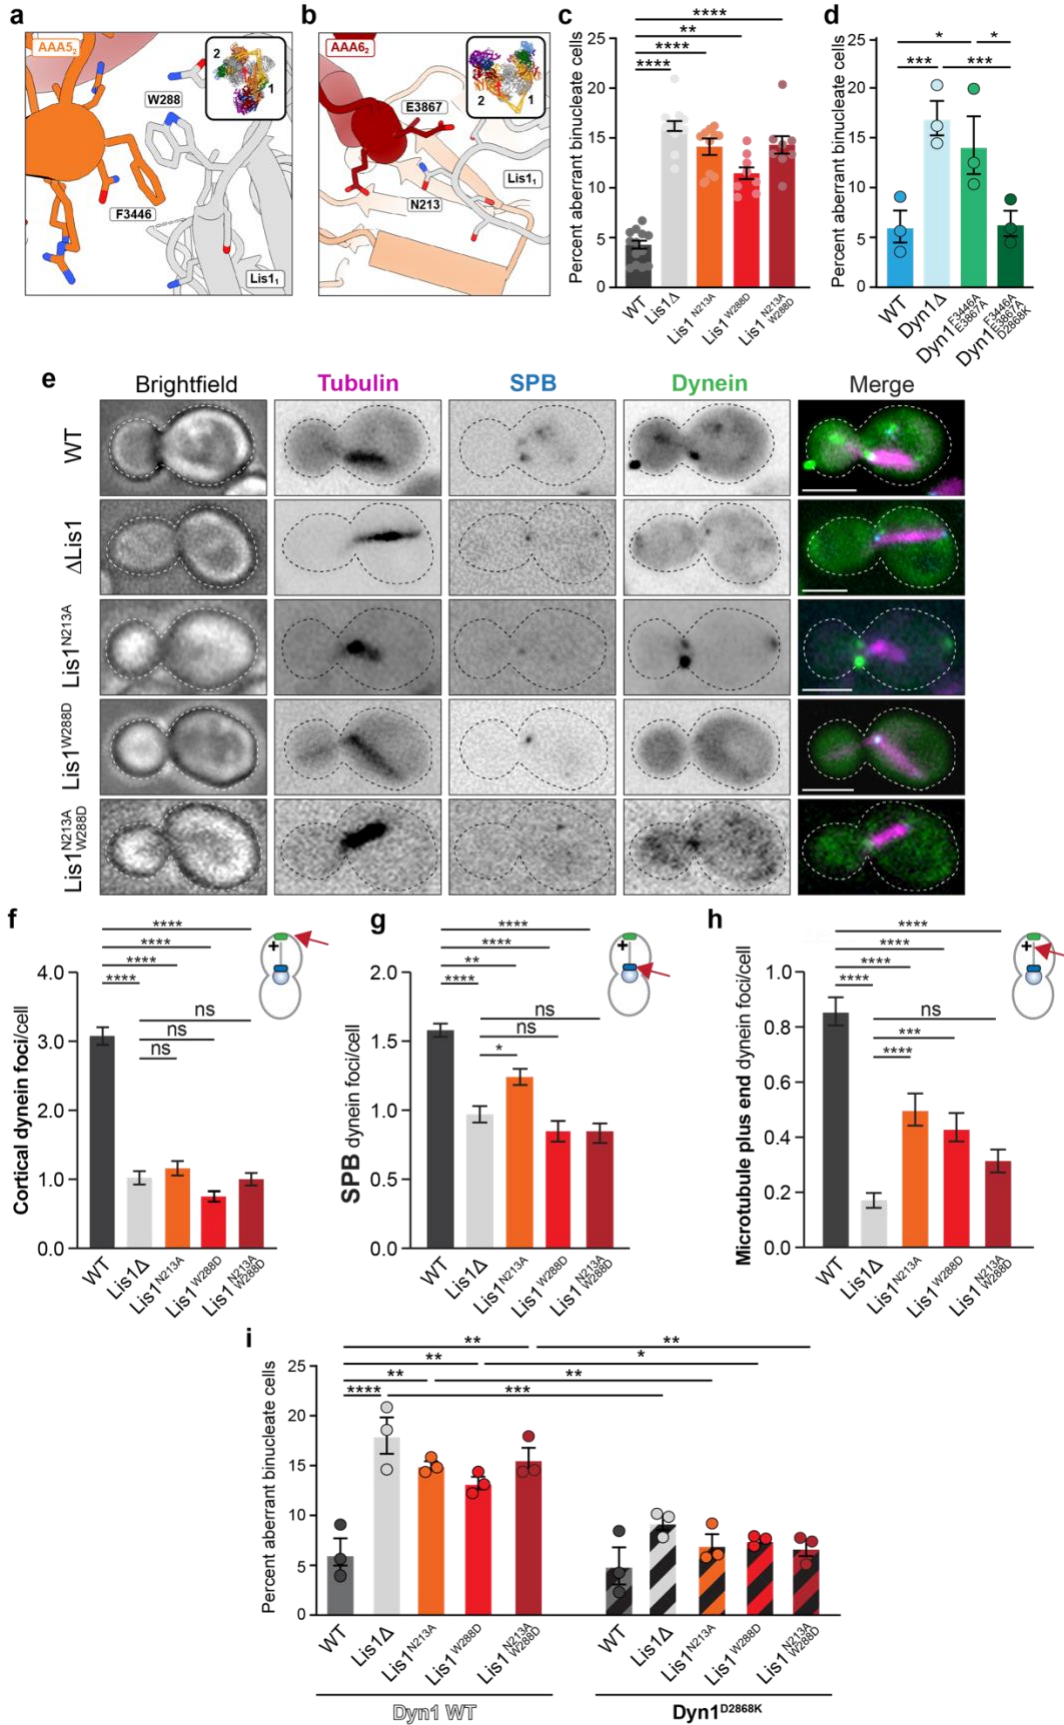 a
AAA5₂
W288
2
1
F3446
Lis1₁
b
AAA6₂
E3867
2
1
Lis1₁
N213
c
****
**
****
****
Percent aberrant binucleate cells
25
20
15
10
5
0
WT
Lis1Δ
Lis1 N213A
Lis1 W288D
Lis1 N213A W288D
d
* *
*** ***
Percent aberrant binucleate cells
25
20
15
10
5
0
WT
Dyn1Δ
Dyn1 F3446A E3867A
Dyn1 F3446A E3867A D2868K
e
Brightfield Tubulin SPB Dynein Merge
WT
ΔLis1
Lis1 N213A
Lis1 W288D
Lis1 N213A W288D
f
****
****
****
****
ns
ns
ns
+
Cortical dynein foci/cell
4.0
3.0
2.0
1.0
0.0
WT
Lis1Δ
Lis1 N213A
Lis1 W288D
Lis1 N213A W288D
g
****
****
**
****
ns
ns
*
+
SPB dynein foci/cell
2.0
1.5
1.0
0.5
0.0
WT
Lis1Δ
Lis1 N213A
Lis1 W288D
Lis1 N213A W288D
h
****
****
****
****
ns
***
****
+
Microtubule plus end dynein foci/cell
1.0
0.8
0.6
0.4
0.2
0.0
WT
Lis1Δ
Lis1 N213A
Lis1 W288D
Lis1 N213A W288D
i
** **
** *
** **
**** ***
Percent aberrant binucleate cells
25
20
15
10
5
0
WT
Lis1Δ
Lis1 N213A
Lis1 W288D
Lis1 N213A W288D
WT
Lis1Δ
Lis1 N213A
Lis1 W288D
Lis1 N213A W288D
Dyn1 WT
Dyn1 D2868K